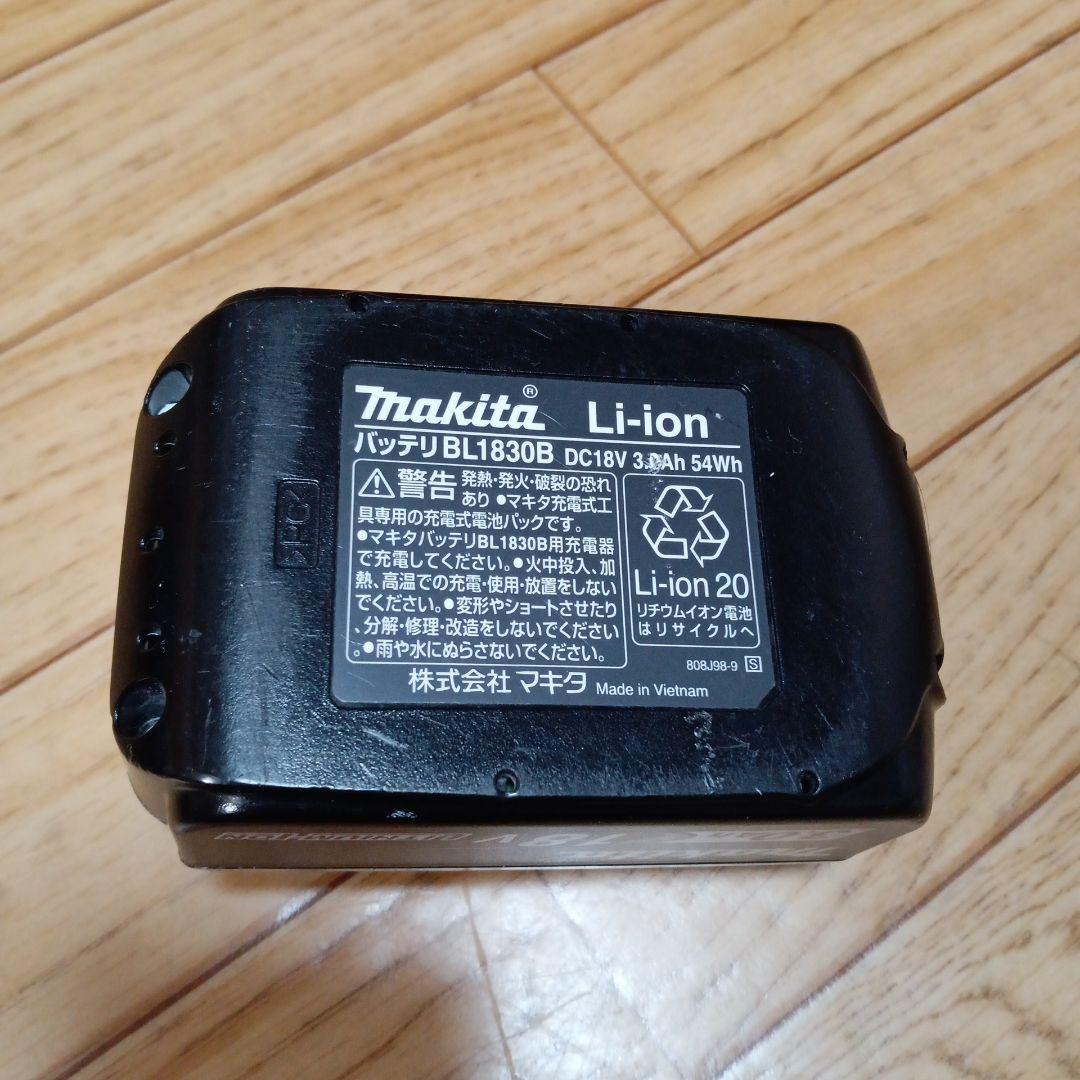 makita® Li-ion
バッテリ BL1830B DC18V 3.0Ah 54Wh
警告 発熱・発火・破裂の恐れ
あり ●マキタ充電式工
具専用の充電式電池パックです。
●マキタバッテリBL1830B用充電器
で充電してください。●火中投入、加
熱、高温での充電・使用・放置をしない
でください。●変形やショートさせたり
、分解・修理・改造をしないでください
。●雨や水にぬらさないでください。
Li-ion 20
リチウムイオン電池
はリサイクルへ
808J98-9 S
株式会社 マキタ Made in Vietnam
18V